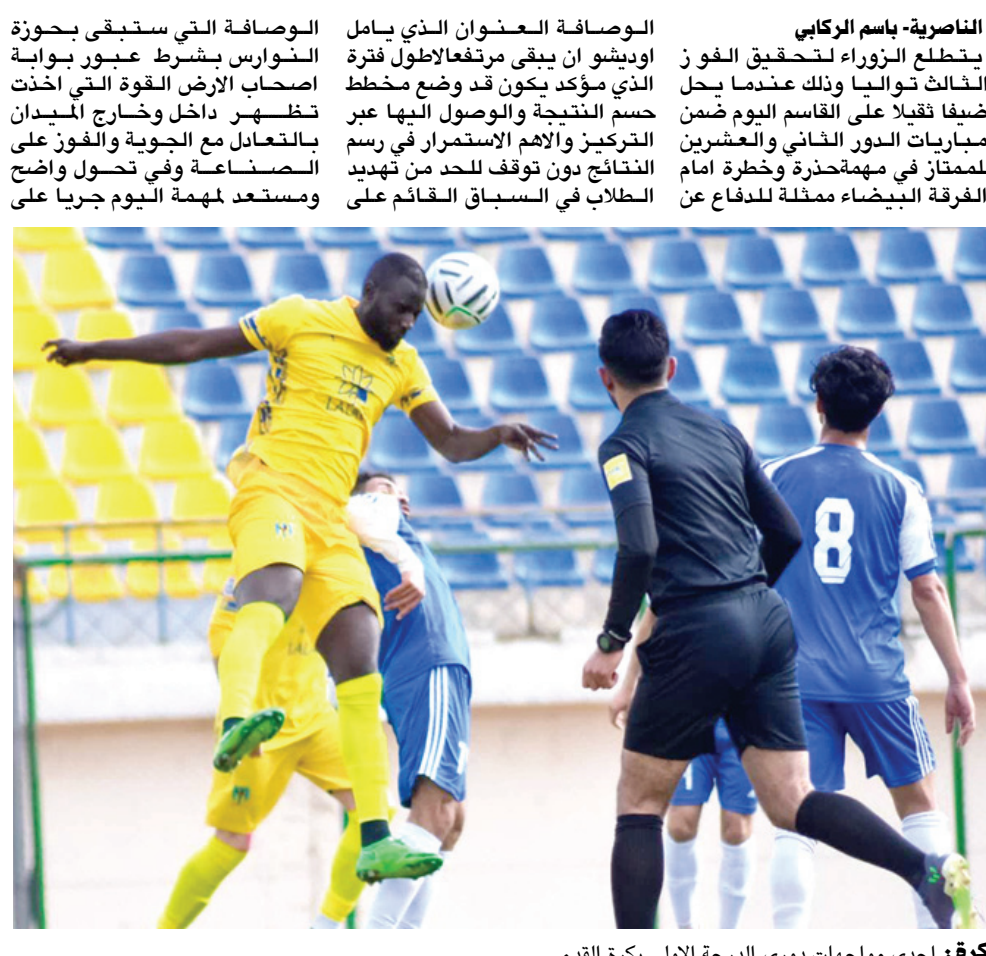 الناصرية- باسم الركابي
يتطلع الزوراء لتحقيق الفو ز
الثالث تواليا وذلك عندما يحل
ضيفا ثقيلا على القاسم اليوم ضمن
مباريات الدور الثاني والعشرين
للممتاز في مهمةحذرة وخطرة امام
الفرقة البيضاء ممثلة للدفاع عن
الوصافة العنوان الذي يامل
اوديشو ان يبقى مرتفعالاطول فترة
الذي مؤكد يكون قد وضع مخطط
حسم النتيجة والوصول اليها عبر
التركيز والاهم الاستمرار في رسم
النتائج دون توقف للحد من تهديد
الطلاب في السباق القائم على
الوصافة التي ستبقى بحوزة
النوارس بشرط عبور بوابة
اصحاب الارض القوة التي اخذت
تظهر داخل وخارج الميدان
بالتعادل مع الجوية والفوز على
الصناعة وفي تحول واضح
ومستعد لمهمة اليوم جريا على
8